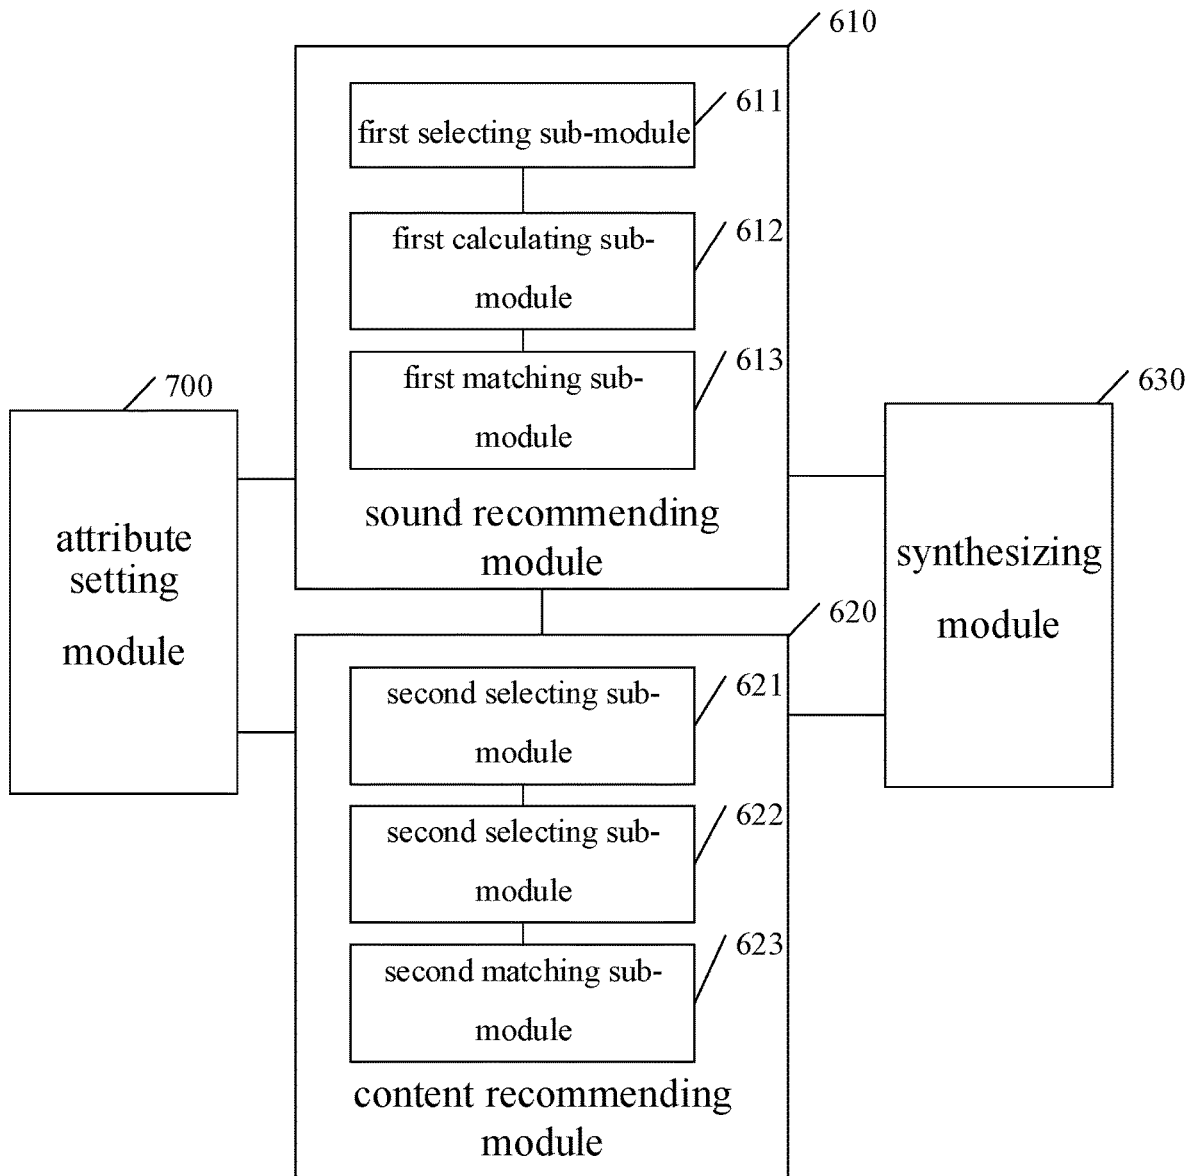 610
611
first selecting sub-module
612
first calculating sub-
module
613
first matching sub-
module
sound recommending
module
700
attribute
setting
module
630
synthesizing
module
620
621
second selecting sub-
module
622
second selecting sub-
module
623
second matching sub-
module
content recommending
module